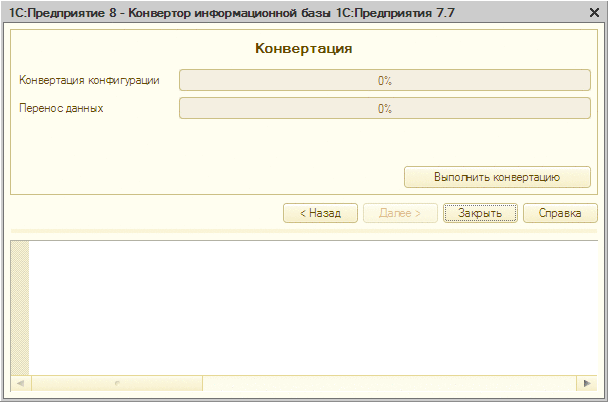 1С:Предприятие 8 - Конвертор информационной базы 1С:Предприятия 7.7
Конвертация
Конвертация конфигурации 0%
Перенос данных 0%
Выполнить конвертацию
< Назад Далее > Закрыть Справка